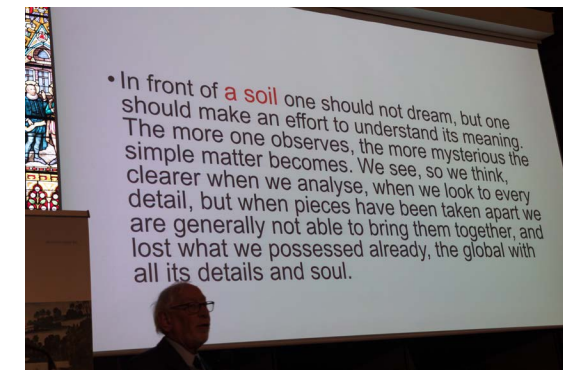 • In front of a soil one should not dream, but one
should make an effort to understand its meaning.
The more one observes, the more mysterious the
simple matter becomes. We see, so we think,
clearer when we analyse, when we look to every
detail, but when pieces have been taken apart we
are generally not able to bring them together, and
lost what we possessed already, the global with
all its details and soul.